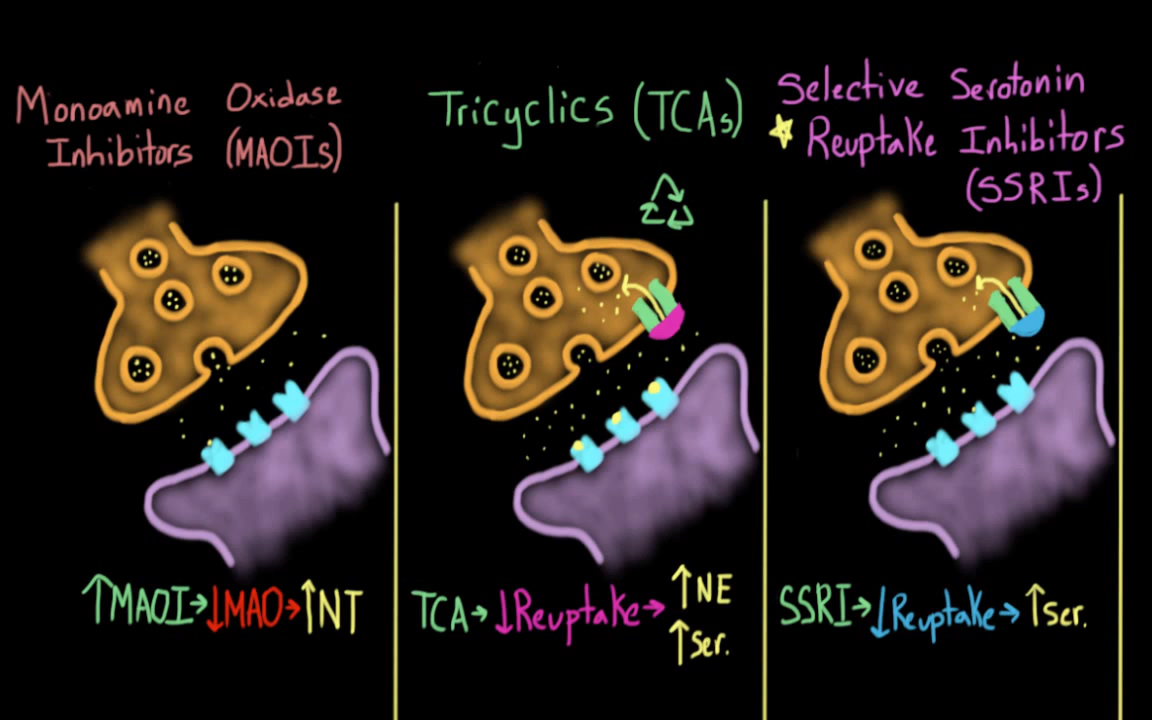 Monoamine Oxidase
Inhibitors (MAOIs)
Tricyclics (TCAs)
Selective Serotonin
Reuptake Inhibitors
(SSRIs)
↑MAOI→↓MAO→↑NT
TCA→↓Reuptake→↑NE
↑Ser.
SSRI→↓Reuptake→↑Ser.